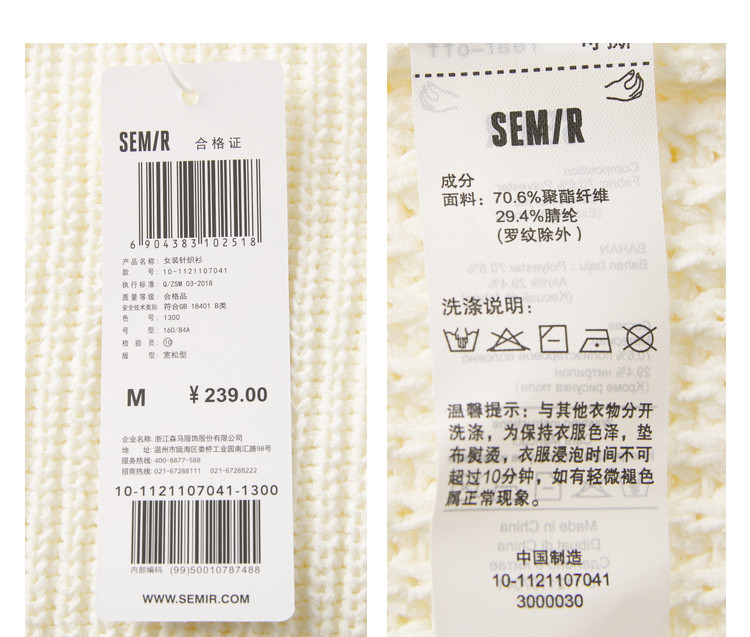 SEMIR 合格证
6 904383 102518
产品名称: 女装针织衫
款 号: 10-1121107041
执行标准: Q/ZSM 03-2018
质量等级: 合格品
安全技术类别: 符合GB 18401 B类
色 号: 1300
号 型: 160/84A
检 验 员: ⑩
版 型: 宽松型
M ¥239.00
企业名称: 浙江森马服饰股份有限公司
地 址: 温州市瓯海区娄桥工业园南汇路98号
服务热线: 400-8877-588
招商热线: 021-67288111 021-67288222
10-1121107041-1300
内部编码 (99)50010787488
WWW.SEMIR.COM
SEMIR
成分
面料: 70.6%聚酯纤维
29.4%腈纶
(罗纹除外)
洗涤说明:
温馨提示: 与其他衣物分开
洗涤, 为保持衣服色泽, 垫
布熨烫, 衣服浸泡时间不可
超过10分钟, 如有轻微褪色
属正常现象。
中国制造
10-1121107041
3000030